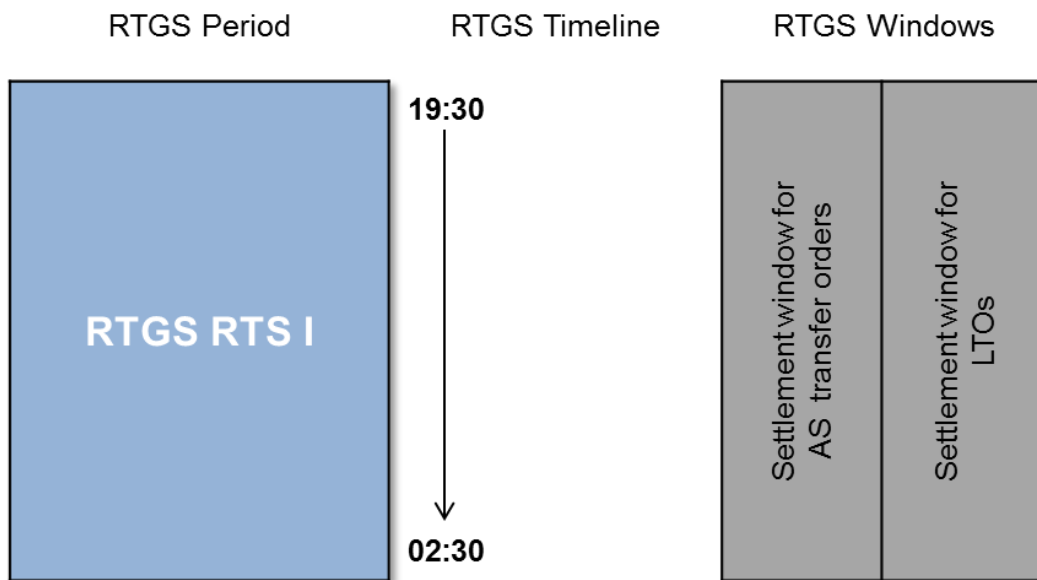 RTGS Period
RTGS Timeline
RTGS Windows
RTGS RTS I
19:30
02:30
Settlement window for
AS transfer orders
Settlement window for
LTOs